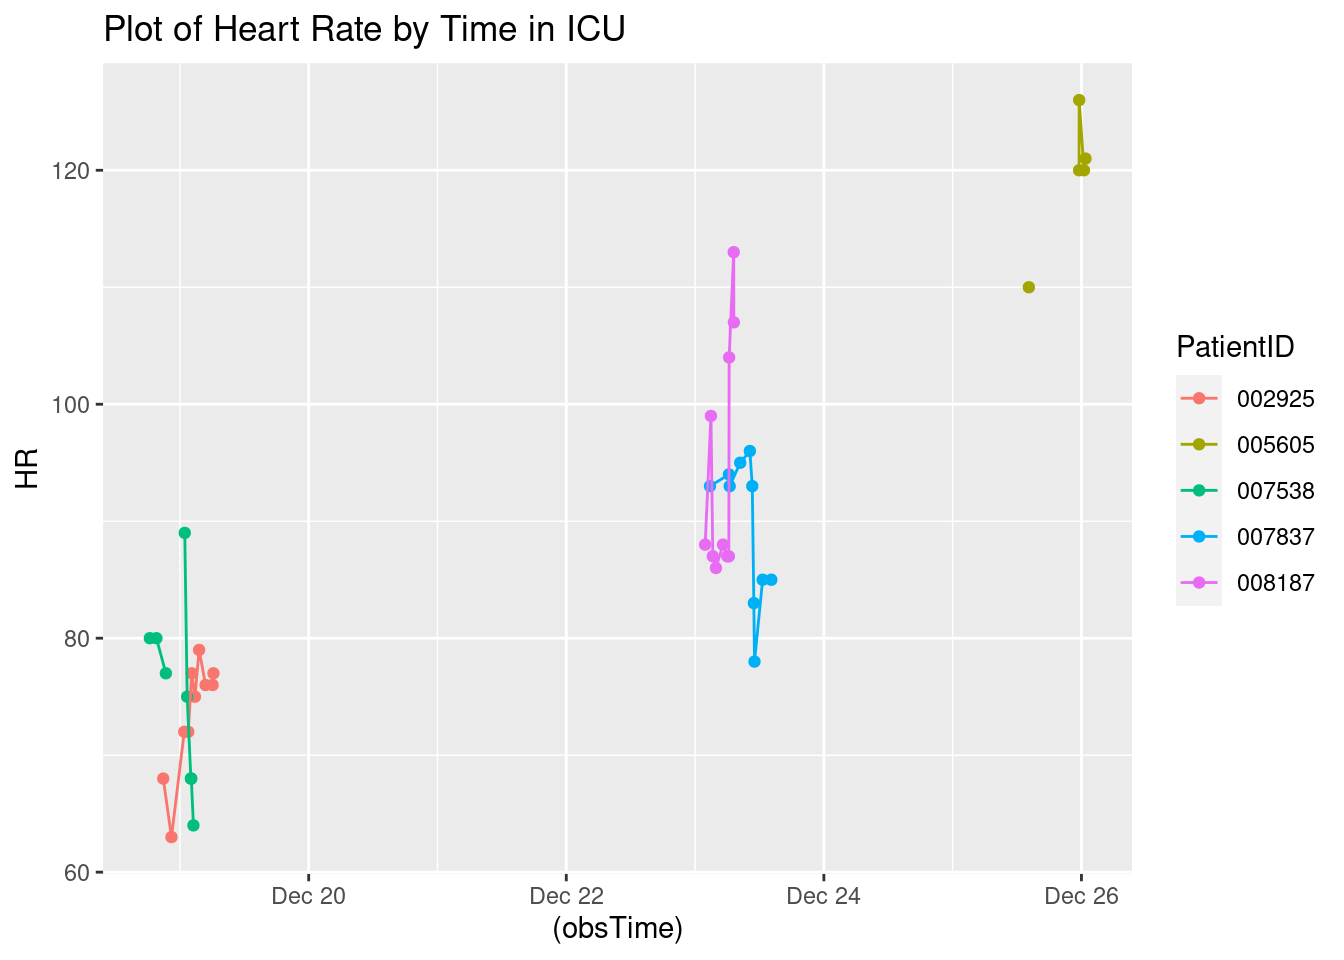 Plot of Heart Rate by Time in ICU
120
100
80
60
HR
Dec 20
Dec 22
Dec 24
Dec 26
(obsTime)
PatientID
002925
005605
007538
007837
008187